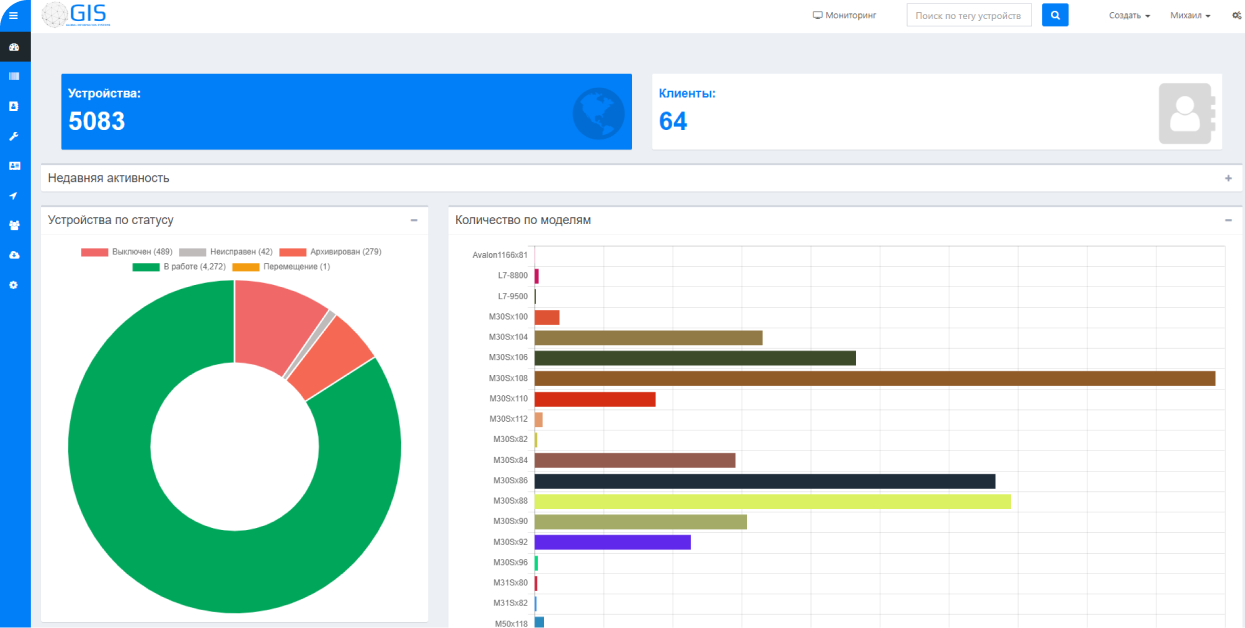 GIS
Мониторинг
Поиск по тегу устройств
Создать
Михаил
Устройства:
5083
Клиенты:
64
Недавняя активность
Устройства по статусу
Выключен (489) Неисправен (42) Архивирован (279)
В работе (4,272) Перемещение (1)
Количество по моделям
Avalon1166x81
L7-8800
L7-9500
M30Sx100
M30Sx104
M30Sx106
M30Sx108
M30Sx110
M30Sx112
M30Sx82
M30Sx84
M30Sx86
M30Sx88
M30Sx90
M30Sx92
M30Sx96
M31Sx80
M31Sx82
M50x118